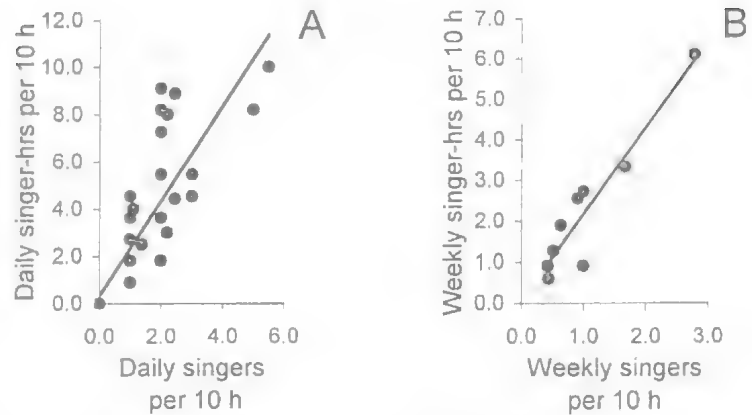 A
Daily singer-hrs per 10 h
12.0
10.0
8.0
6.0
4.0
2.0
0.0
0.0 2.0 4.0 6.0
Daily singers
per 10 h
B
Weekly singer-hrs per 10 h
7.0
6.0
5.0
4.0
3.0
2.0
1.0
0.0
0.0 1.0 2.0 3.0
Weekly singers
per 10 h